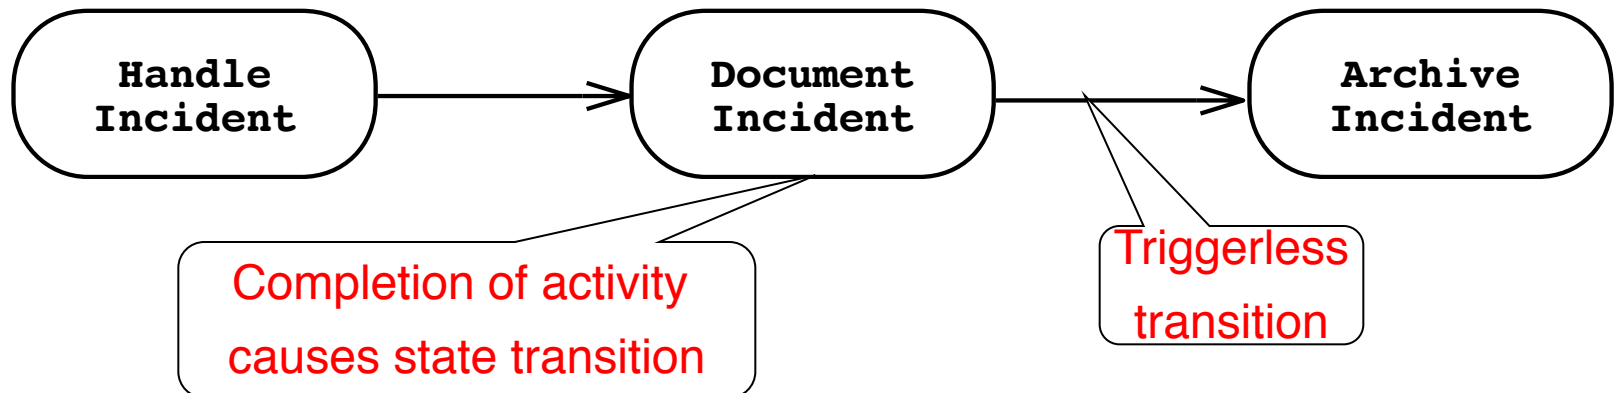 Handle
Incident
Document
Incident
Archive
Incident
Completion of activity
causes state transition
Triggerless
transition